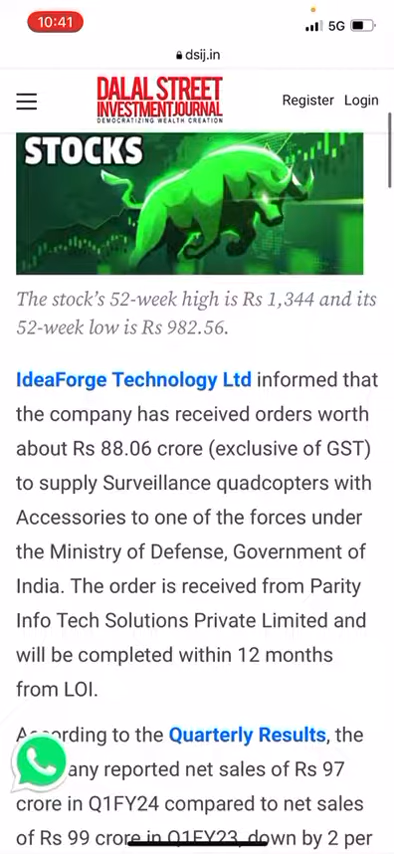 10:41
5G
dsij.in
DALAL STREET
INVESTMENT JOURNAL
DEMOCRATIZING WEALTH CREATION
Register Login
STOCKS
The stock's 52-week high is Rs 1,344 and its
52-week low is Rs 982.56.
IdeaForge Technology Ltd informed that
the company has received orders worth
about Rs 88.06 crore (exclusive of GST)
to supply Surveillance quadcopters with
Accessories to one of the forces under
the Ministry of Defense, Government of
India. The order is received from Parity
Info Tech Solutions Private Limited and
will be completed within 12 months
from LOI.
According to the Quarterly Results, the
any reported net sales of Rs 97
crore in Q1FY24 compared to net sales
of Rs 99 crore in Q1FY23, down by 2 per